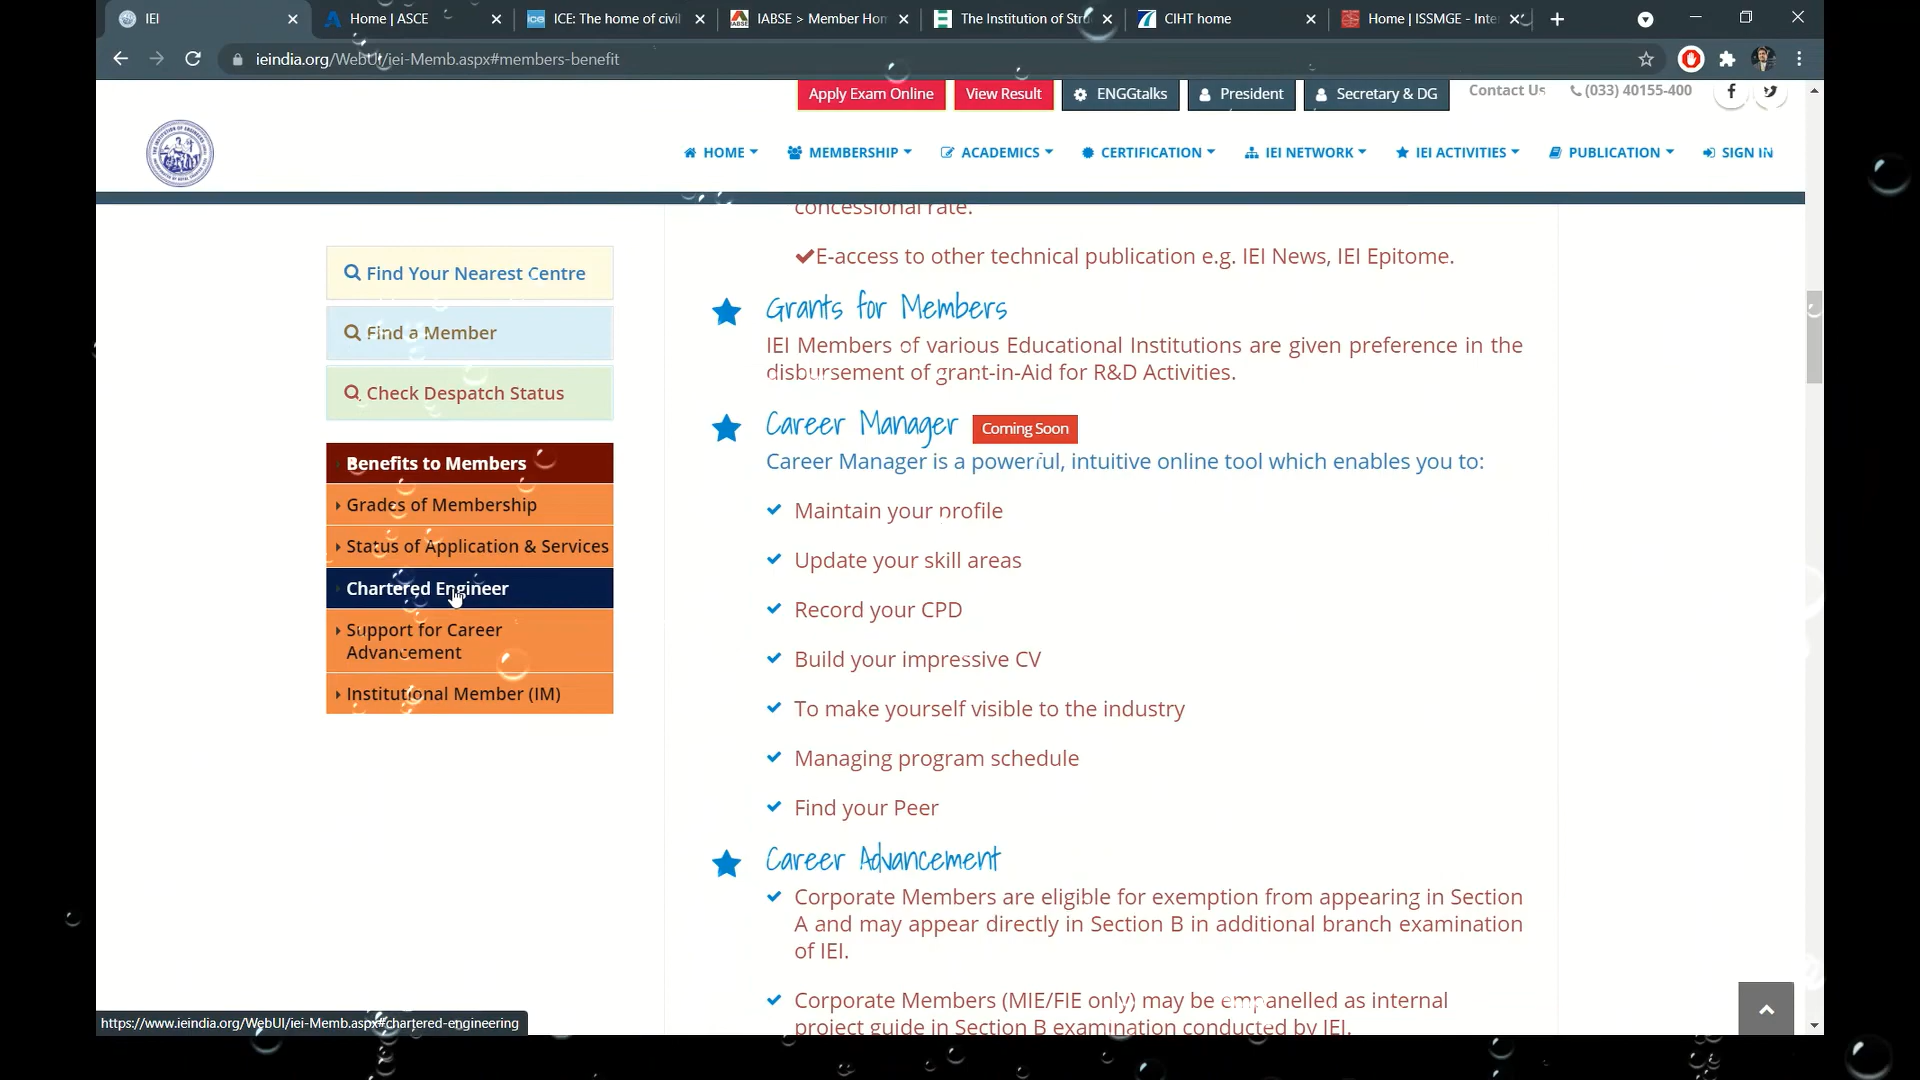 IEI
Home | ASCE
ICE: The home of civil
IABSE > Member Hom
The Institution of Stru
CIHT home
Home | ISSMGE - Inte
ieindia.org/WebUI/iei-Memb.aspx#members-benefit
Apply Exam Online
View Result
ENGGtalks
President
Secretary & DG
Contact Us
(033) 40155-400
HOME
MEMBERSHIP
ACADEMICS
CERTIFICATION
IEI NETWORK
IEI ACTIVITIES
PUBLICATION
SIGN IN
Find Your Nearest Centre
Find a Member
Check Despatch Status
Benefits to Members
Grades of Membership
Status of Application & Services
Chartered Engineer
Support for Career
Advancement
Institutional Member (IM)
concessional rate.
E-access to other technical publication e.g. IEI News, IEI Epitome.
Grants for Members
IEI Members of various Educational Institutions are given preference in the
disbursement of grant-in-Aid for R&D Activities.
Career Manager Coming Soon
Career Manager is a powerful, intuitive online tool which enables you to:
Maintain your profile
Update your skill areas
Record your CPD
Build your impressive CV
To make yourself visible to the industry
Managing program schedule
Find your Peer
Career Advancement
Corporate Members are eligible for exemption from appearing in Section
A and may appear directly in Section B in additional branch examination
of IEI.
Corporate Members (MIE/FIE only) may be empanelled as internal
project guide in Section B examination conducted by IEI.
https://www.ieindia.org/WebUI/iei-Memb.aspx#chartered-engineering